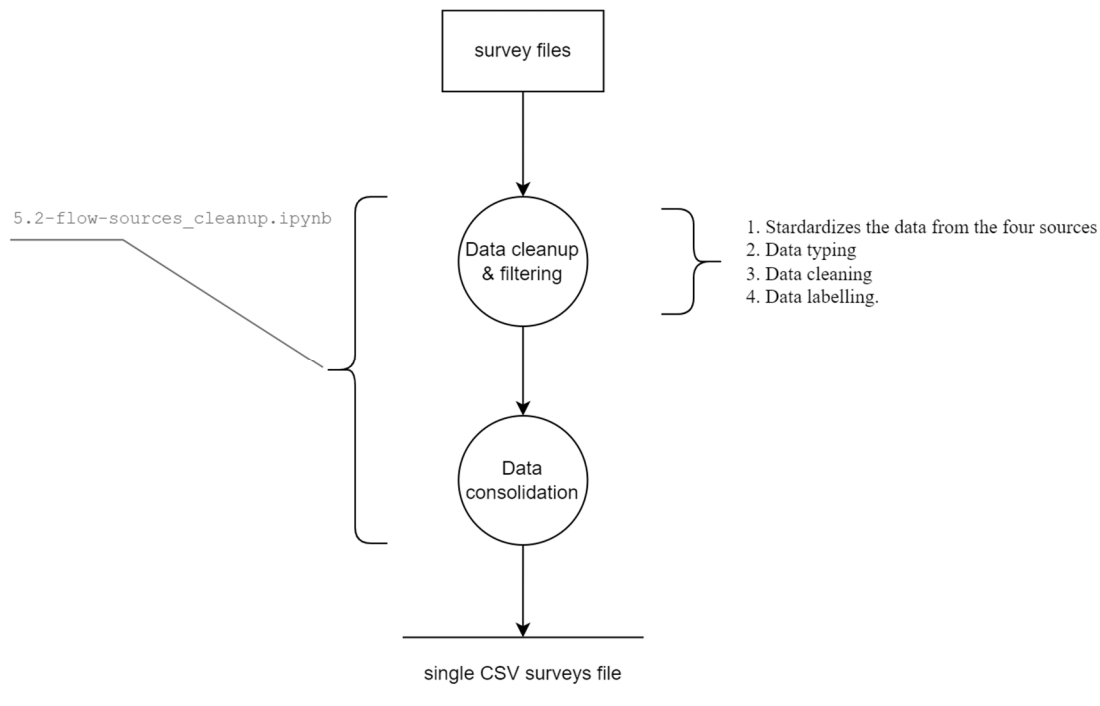 survey files
5.2-flow-sources_cleanup.ipynb
Data cleanup
& filtering
1. Stardardizes the data from the four sources
2. Data typing
3. Data cleaning
4. Data labelling.
Data
consolidation
single CSV surveys file